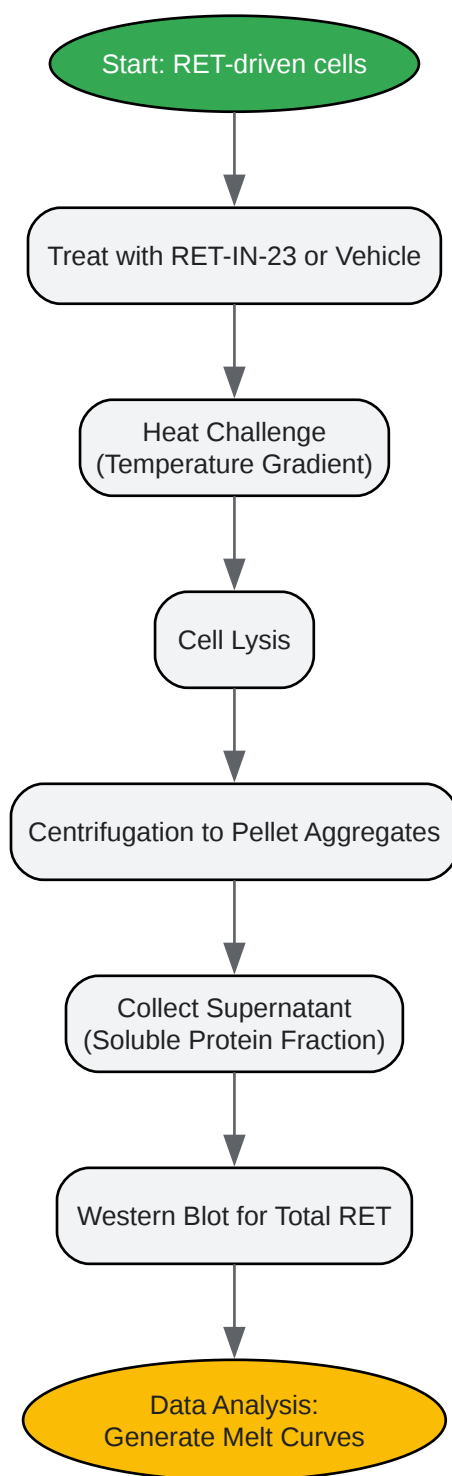 Start: RET-driven cells
Treat with RET-IN-23 or Vehicle
Heat Challenge
(Temperature Gradient)
Cell Lysis
Centrifugation to Pellet Aggregates
Collect Supernatant
(Soluble Protein Fraction)
Western Blot for Total RET
Data Analysis:
Generate Melt Curves